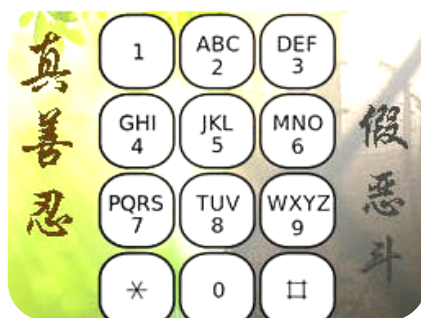 真善忍
1
ABC
2
DEF
3
GHI
4
JKL
5
MNO
6
PQRS
7
TUV
8
WXYZ
9
*
0
#
假恶斗